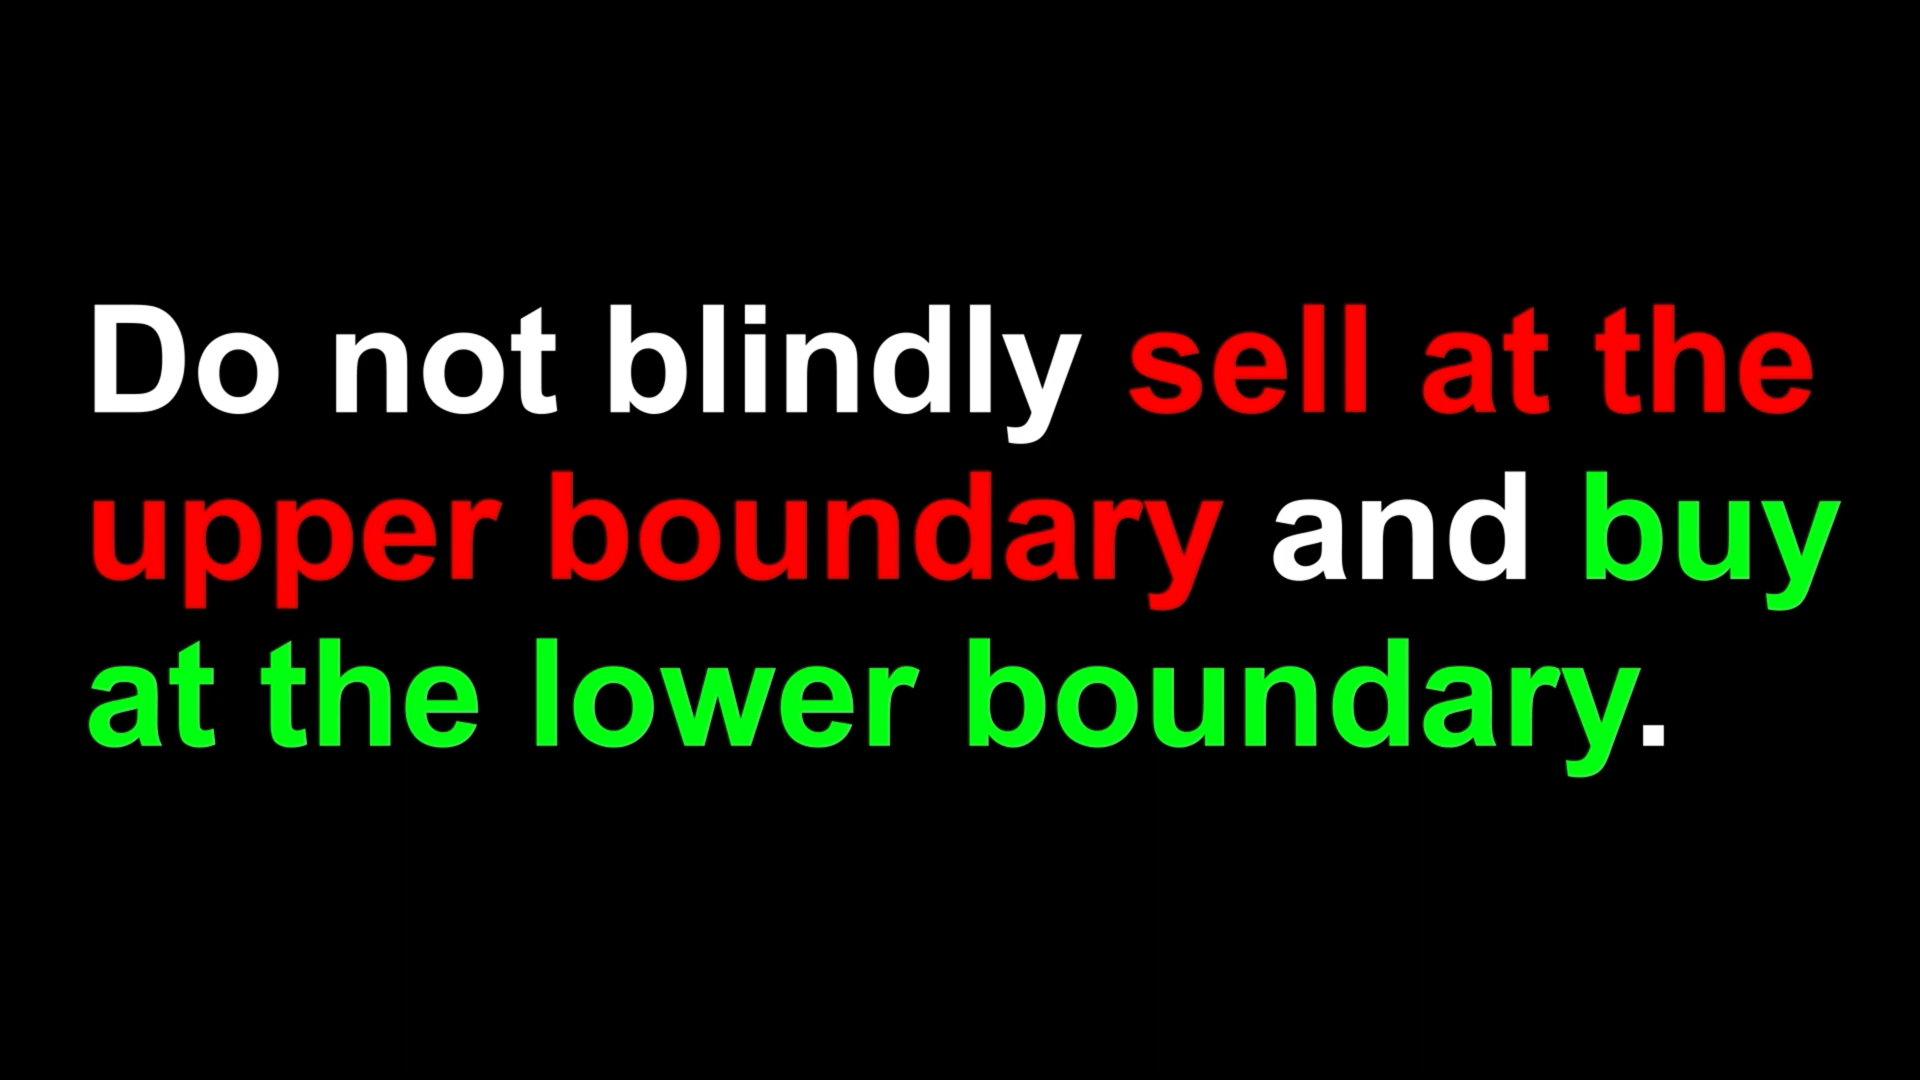 Do not blindly sell at the
upper boundary and buy
at the lower boundary.